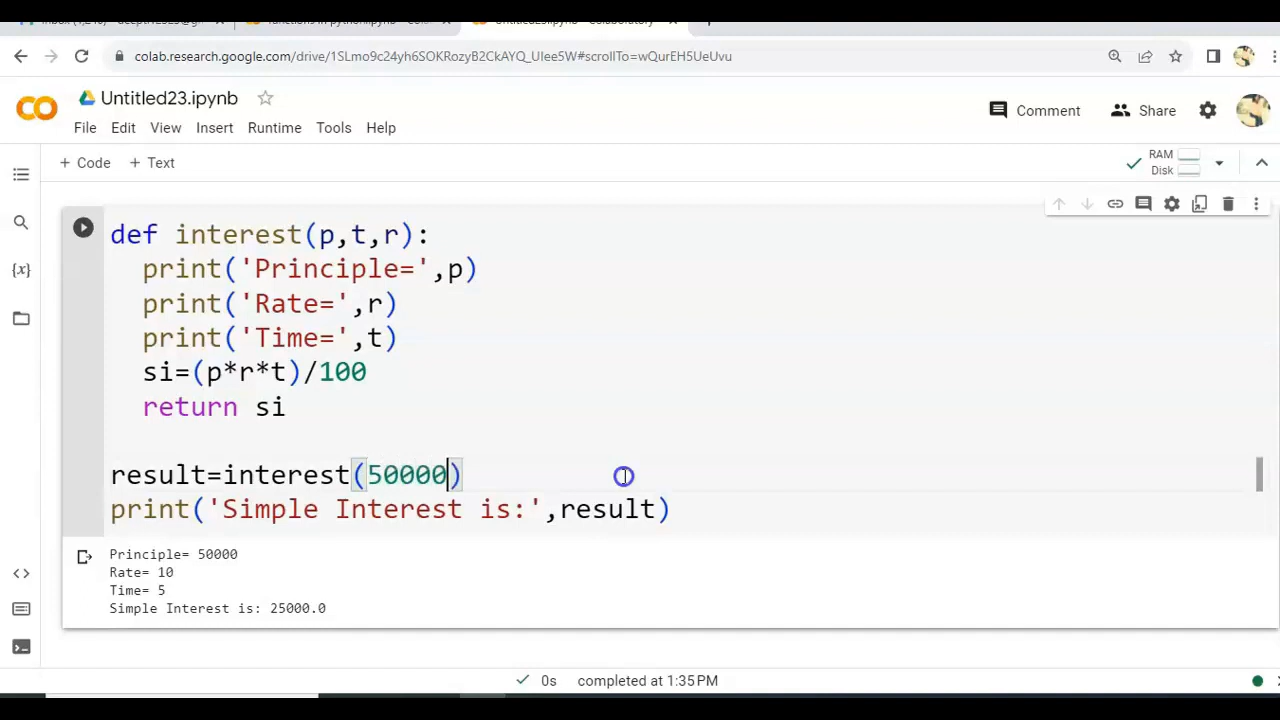 colab.research.google.com/drive/1SLmo9c24yh6SOKRozyB2CkAYQ_UIee5W#scrollTo=wQurEH5UeUvu
CO Untitled23.ipynb
Comment Share
File Edit View Insert Runtime Tools Help
+ Code + Text
RAM
Disk
def interest(p,t,r):
print('Principle=',p)
print('Rate=',r)
print('Time=',t)
si=(p*r*t)/100
return si
result=interest(50000)
print('Simple Interest is:',result)
{x}
Principle= 50000
Rate= 10
Time= 5
Simple Interest is: 25000.0
0s completed at 1:35 PM